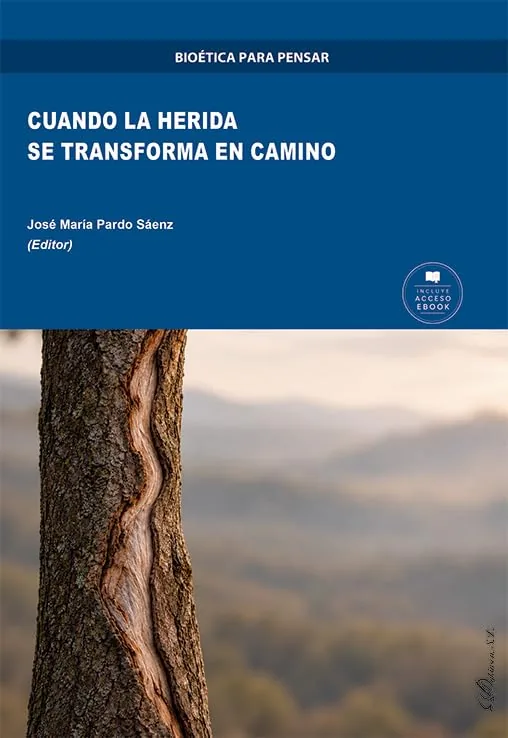 BIOÉTICA PARA PENSAR
CUANDO LA HERIDA
SE TRANSFORMA EN CAMINO
José María Pardo Sáenz
(Editor)
INCLUYE
ACCESO
EBOOK